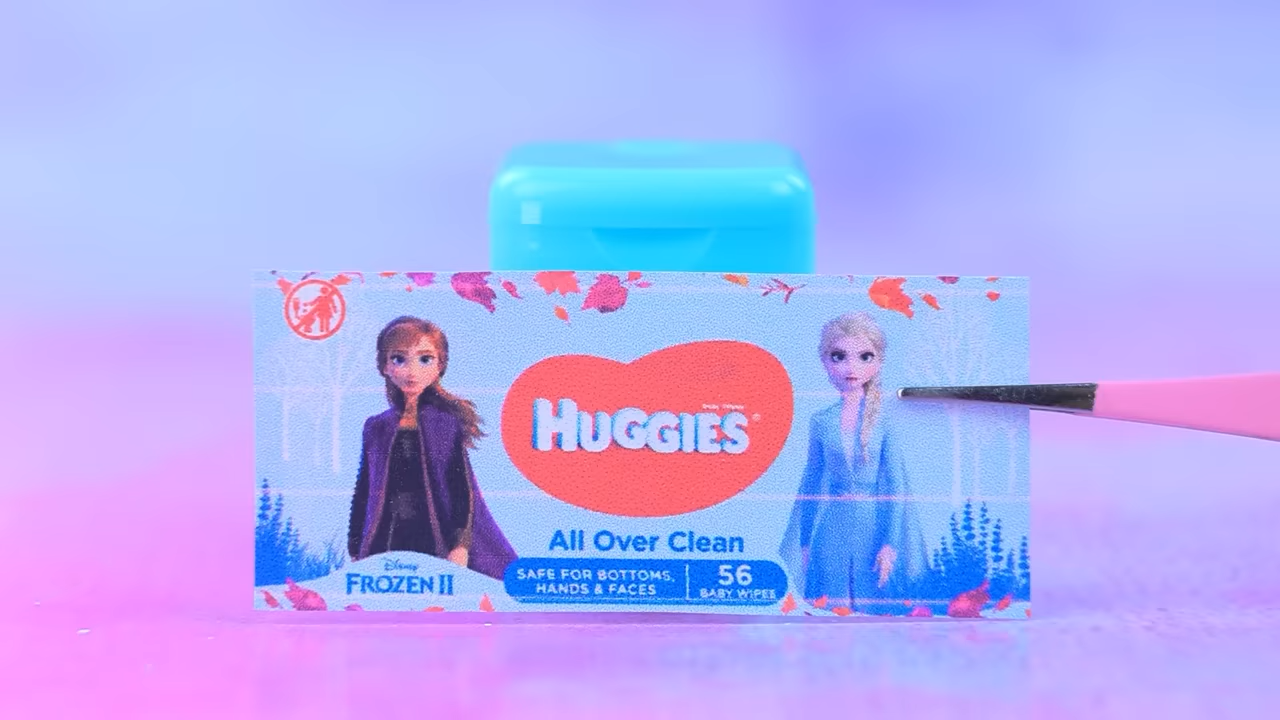 HUGGIES
All Over Clean
SAFE FOR BOTTOMS,
HANDS & FACES
56
BABY WIPES
Disney
FROZEN II